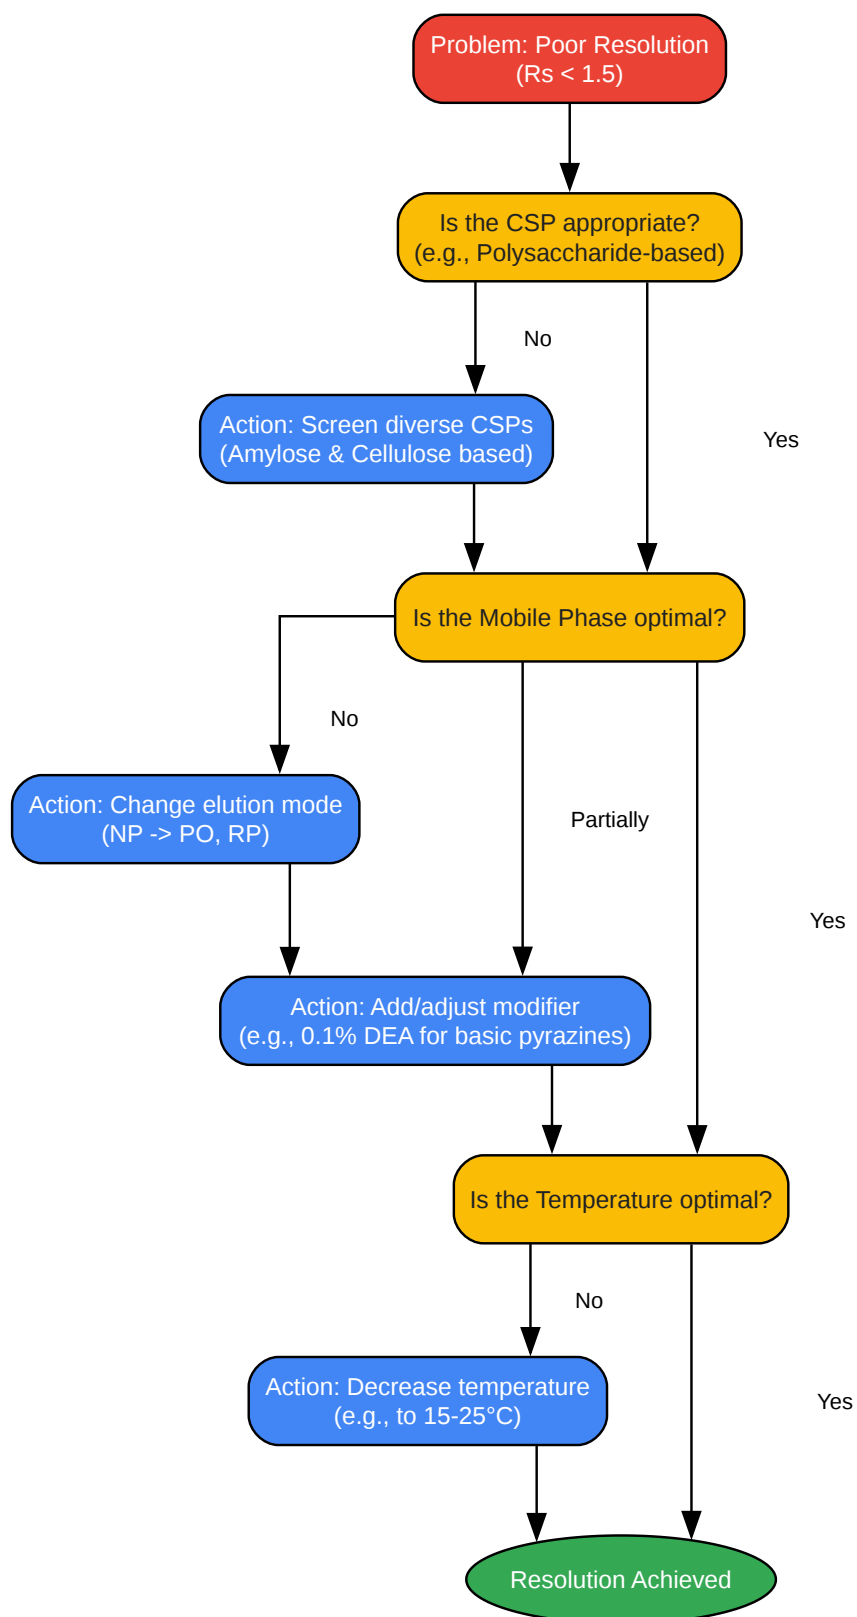 Problem: Poor Resolution
(Rs < 1.5)
Is the CSP appropriate?
(e.g., Polysaccharide-based)
No
Action: Screen diverse CSPs
(Amylose & Cellulose based)
Yes
Is the Mobile Phase optimal?
No
Action: Change elution mode
(NP -> PO, RP)
Partially
Yes
Action: Add/adjust modifier
(e.g., 0.1% DEA for basic pyrazines)
Is the Temperature optimal?
No
Action: Decrease temperature
(e.g., to 15-25°C)
Yes
Resolution Achieved